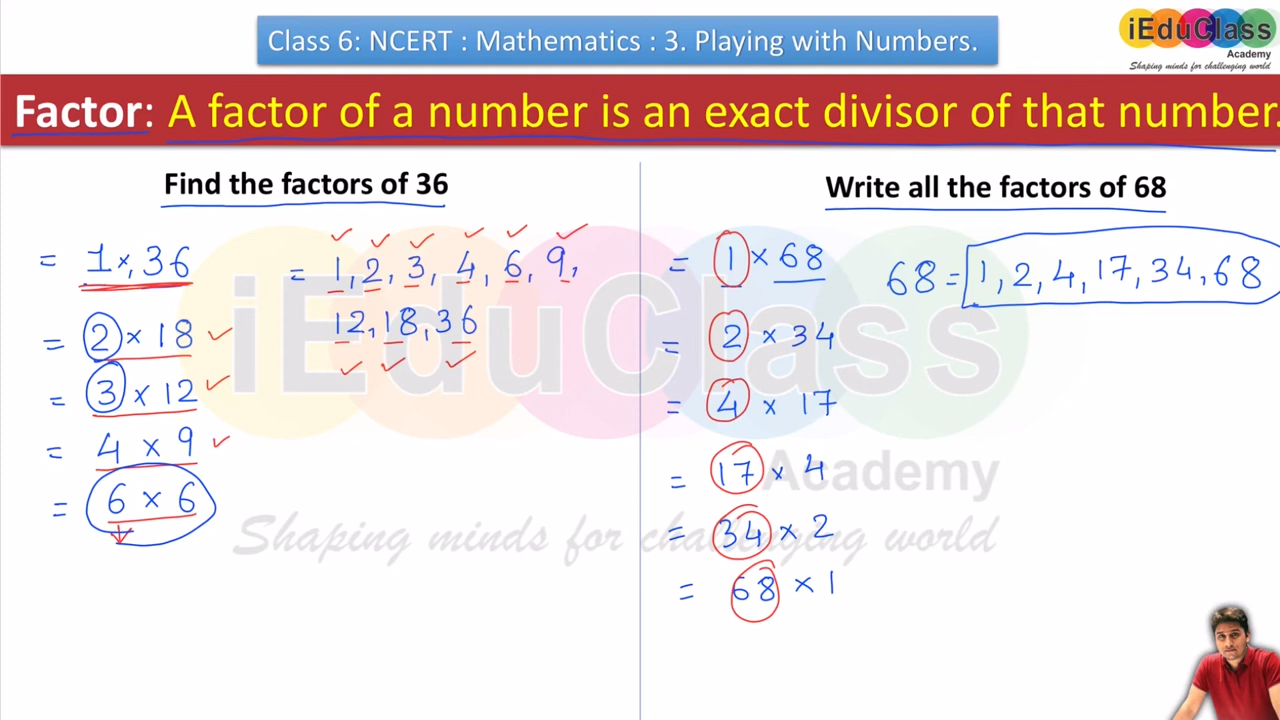 Class 6: NCERT : Mathematics : 3. Playing with Numbers.
iEduClass
Academy
Shaping minds for challenging world
Factor: A factor of a number is an exact divisor of that number.
Find the factors of 36
= 1 × 36
= 2 × 18
= 3 × 12
= 4 × 9
= 6 × 6
= 1, 2, 3, 4, 6, 9,
12, 18, 36
Write all the factors of 68
= 1 × 68
= 2 × 34
= 4 × 17
= 17 × 4
= 34 × 2
= 68 × 1
68 = 1, 2, 4, 17, 34, 68
iEduClass
Academy
Shaping minds for challenging world